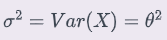 σ² = Var(X) = θ²